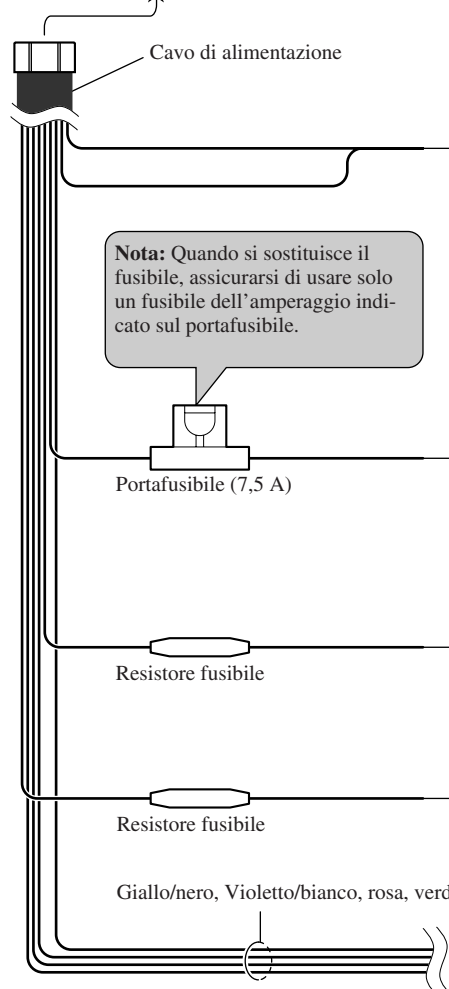 Cavo di alimentazione
Nota: Quando si sostituisce il
fusibile, assicurarsi di usare solo
un fusibile dell'amperaggio indi-
cato sul portafusibile.
Portafusibile (7,5 A)
Resistore fusibile
Resistore fusibile
Giallo/nero, Violetto/bianco, rosa, verd